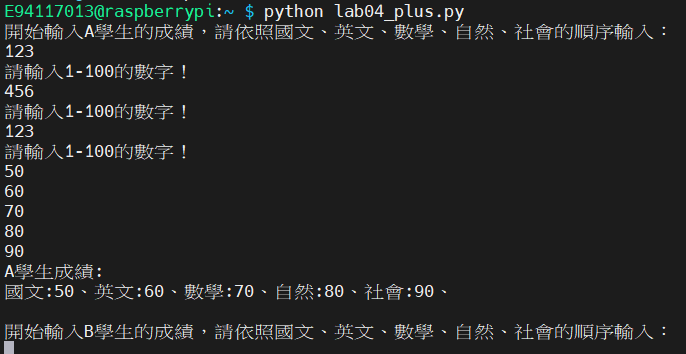 E94117013@raspberrypi:~ $ python lab04_plus.py
開始輸入A學生的成績，請依照國文、英文、數學、自然、社會的順序輸入：
123
請輸入1-100的數字！
456
請輸入1-100的數字！
123
請輸入1-100的數字！
50
60
70
80
90
A學生成績:
國文:50、英文:60、數學:70、自然:80、社會:90、
開始輸入B學生的成績，請依照國文、英文、數學、自然、社會的順序輸入：